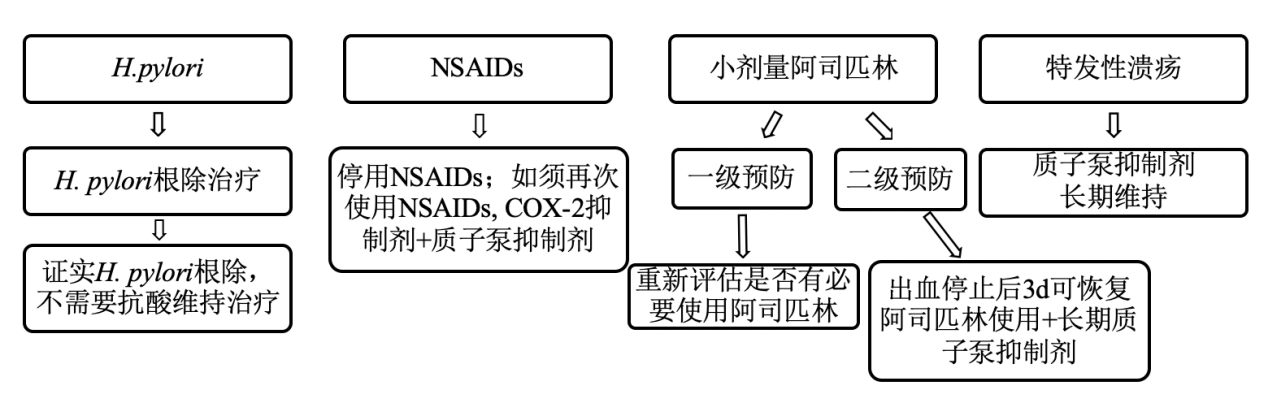 H.pylori
H. pylori根除治疗
证实H. pylori根除，
不需要抗酸维持治疗
NSAIDs
停用NSAIDs；如须再次
使用NSAIDs, COX-2抑
制剂+质子泵抑制剂
小剂量阿司匹林
一级预防
重新评估是否有必
要使用阿司匹林
二级预防
出血停止后3d可恢复
阿司匹林使用+长期质
子泵抑制剂
特发性溃疡
质子泵抑制剂
长期维持